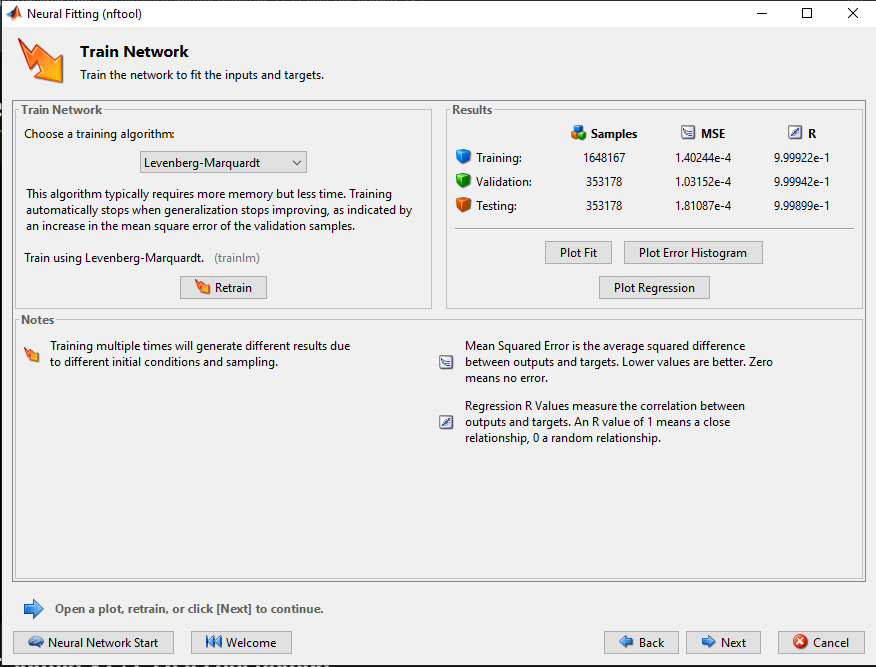 Neural Fitting (nftool)
Train Network
Train the network to fit the inputs and targets.
Train Network
Choose a training algorithm:
Levenberg-Marquardt
This algorithm typically requires more memory but less time. Training
automatically stops when generalization stops improving, as indicated by
an increase in the mean square error of the validation samples.
Train using Levenberg-Marquardt. (trainlm)
Retrain
Results
Samples MSE R
Training: 1648167 1.40244e-4 9.99922e-1
Validation: 353178 1.03152e-4 9.99942e-1
Testing: 353178 1.81087e-4 9.99899e-1
Plot Fit Plot Error Histogram
Plot Regression
Notes
Training multiple times will generate different results due
to different initial conditions and sampling.
Mean Squared Error is the average squared difference
between outputs and targets. Lower values are better. Zero
means no error.
Regression R Values measure the correlation between
outputs and targets. An R value of 1 means a close
relationship, 0 a random relationship.
Open a plot, retrain, or click [Next] to continue.
Neural Network Start Welcome Back Next Cancel